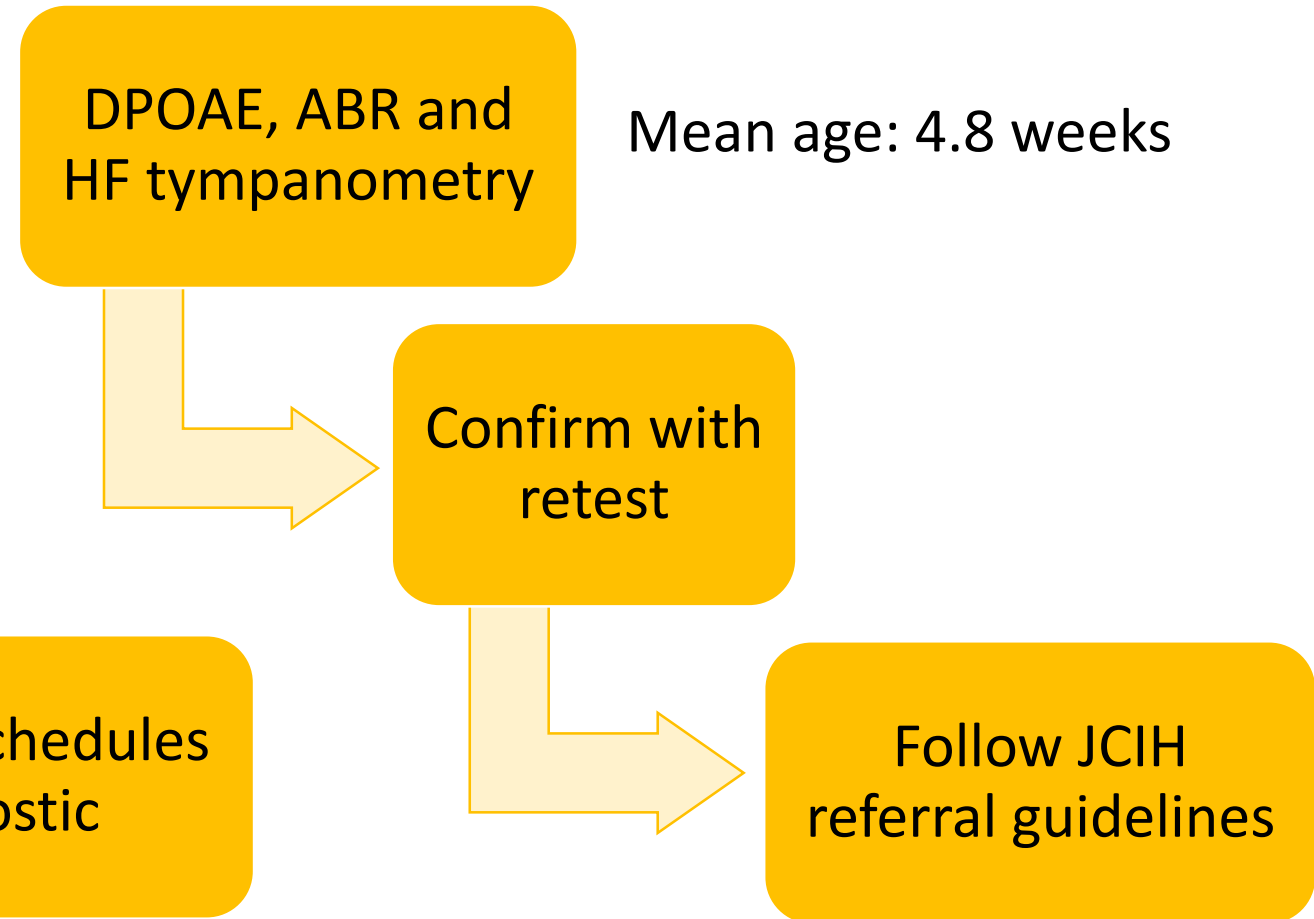 DPOAE, ABR and
HF tympanometry
Mean age: 4.8 weeks
Confirm with
retest
chedules
ostic
Follow JCIH
referral guidelines